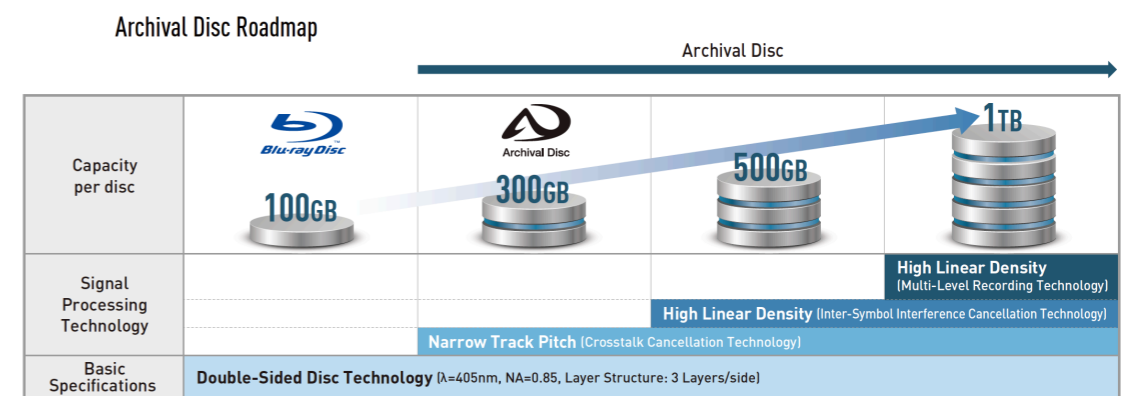 Archival Disc Roadmap
Archival Disc
Capacity
per disc
Blu-ray Disc™
100GB
Archival Disc
300GB
500GB
1TB
Signal
Processing
Technology
High Linear Density
(Multi-Level Recording Technology)
High Linear Density (Inter-Symbol Interference Cancellation Technology)
Narrow Track Pitch (Crosstalk Cancellation Technology)
Basic
Specifications
Double-Sided Disc Technology (λ=405nm, NA=0.85, Layer Structure: 3 Layers/side)